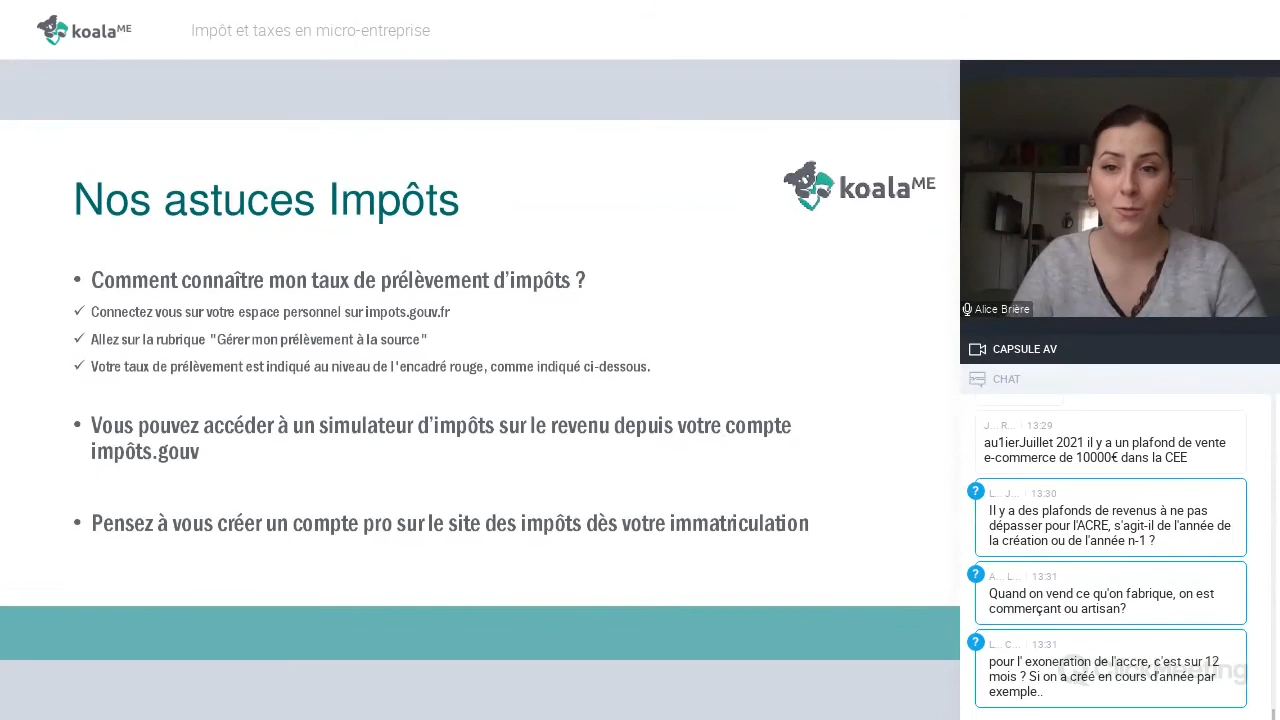 koala ME
Impôt et taxes en micro-entreprise
Nos astuces Impôts
koala ME
• Comment connaître mon taux de prélèvement d'impôts ?
✓ Connectez vous sur votre espace personnel sur impots.gouv.fr
✓ Allez sur la rubrique "Gérer mon prélèvement à la source"
✓ Votre taux de prélèvement est indiqué au niveau de l'encadré rouge, comme indiqué ci-dessous.
• Vous pouvez accéder à un simulateur d'impôts sur le revenu depuis votre compte
impôts.gouv
• Pensez à vous créer un compte pro sur le site des impôts dès votre immatriculation
Alice Brière
CAPSULE AV
CHAT
J... R... 13:29
au1ierJuillet 2021 il y a un plafond de vente
e-commerce de 10000€ dans la CEE
?
L... J... 13:30
Il y a des plafonds de revenus à ne pas
dépasser pour l'ACRE, s'agit-il de l'année de
la création ou de l'année n-1 ?
?
A... L... 13:31
Quand on vend ce qu'on fabrique, on est
commerçant ou artisan?
?
L... C... 13:31
pour l' exoneration de l'accre, c'est sur 12
mois ? Si on a créé en cours d'année par
exemple..
ClickMeeting